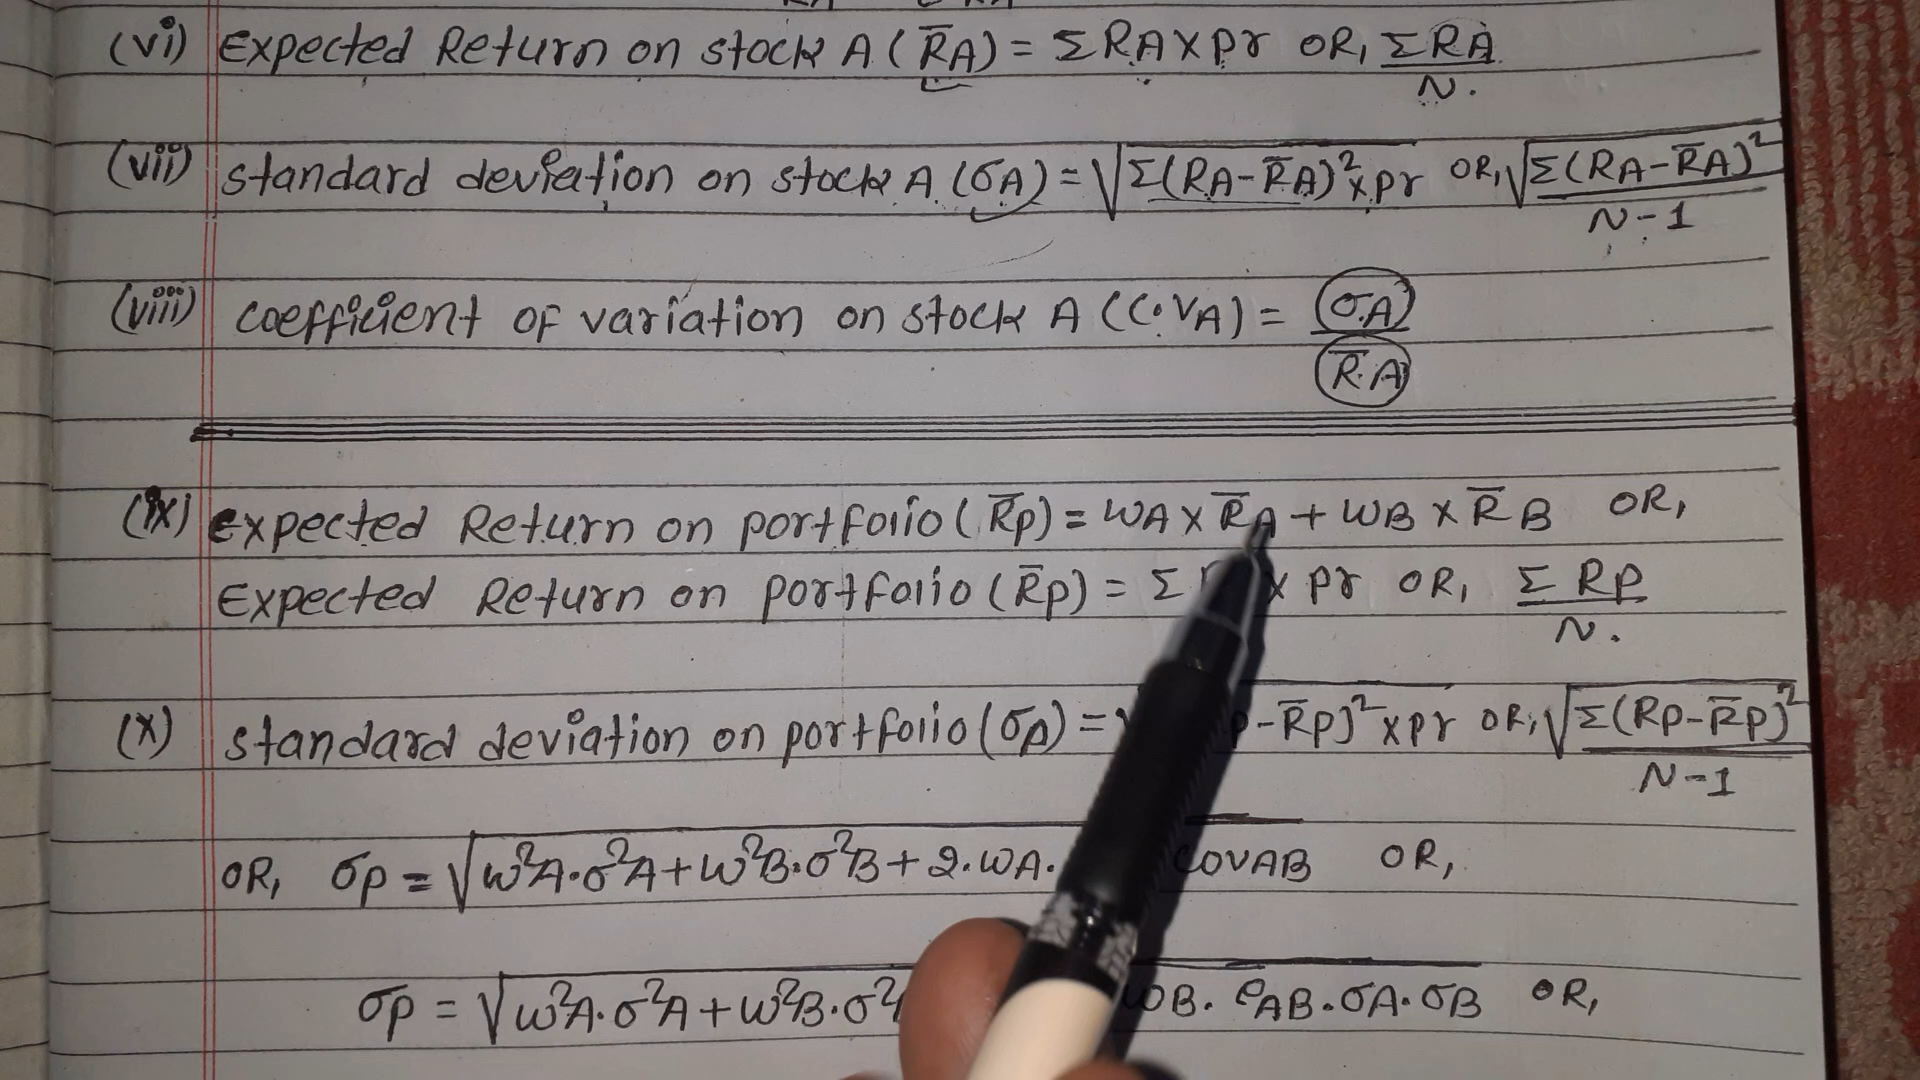 (vi) Expected Return on stock A (R̅A) = ΣRA×pr OR, ΣRA/N.
(vii) standard deviation on stock A (σA) = √Σ(RA-R̅A)²×pr OR, √Σ(RA-R̅A)²/N-1
(viii) coefficient of variation on stock A (C.VA) = σA/R̅A
(ix) Expected Return on portfolio (R̅p) = WA×R̅A + WB×R̅B OR,
Expected Return on portfolio (R̅p) = Σ × pr OR, ΣRP/N.
(x) standard deviation on portfolio (σp) = √ -R̅p)²×pr OR, √Σ(Rp-R̅p)²/N-1
OR, σp = √w²A.σ²A + w²B.σ²B + 2.WA. COVAB OR,
σp = √w²A.σ²A + w²B.σ² WB. ρAB.σA.σB OR,